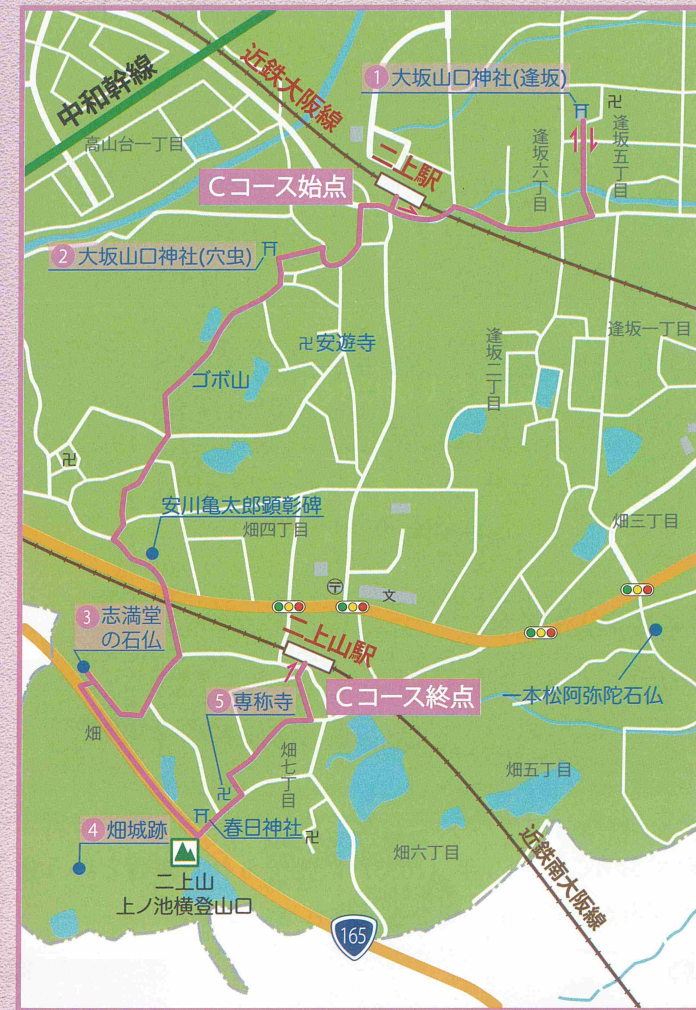 中和幹線
近鉄大阪線
1 大坂山口神社(逢坂)
高山台一丁目
二上駅
逢坂六丁目
逢坂五丁目
Cコース始点
2 大坂山口神社(穴虫)
安遊寺
逢坂二丁目
逢坂一丁目
ゴボ山
安川亀太郎顕彰碑
畑四丁目
畑三丁目
文
3 志満堂
の石仏
二上山駅
Cコース終点
一本松阿弥陀石仏
5 専称寺
畑
畑七丁目
畑五丁目
4 畑城跡
春日神社
畑六丁目
二上山
上ノ池横登山口
近鉄南大阪線
165